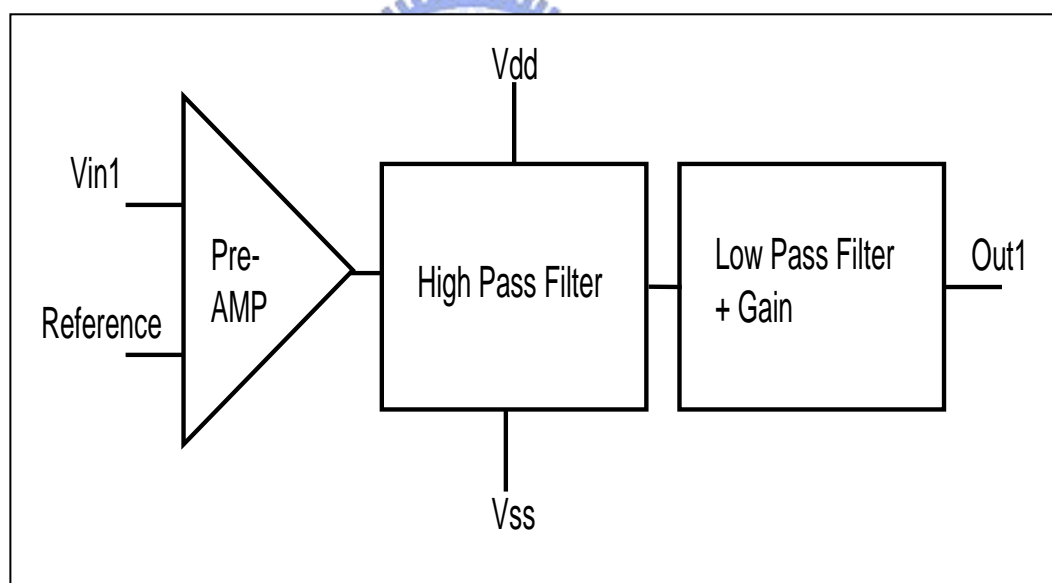 Vdd
Vin1
Pre-
AMP
Reference
High Pass Filter
Low Pass Filter
+ Gain
Out1
Vss